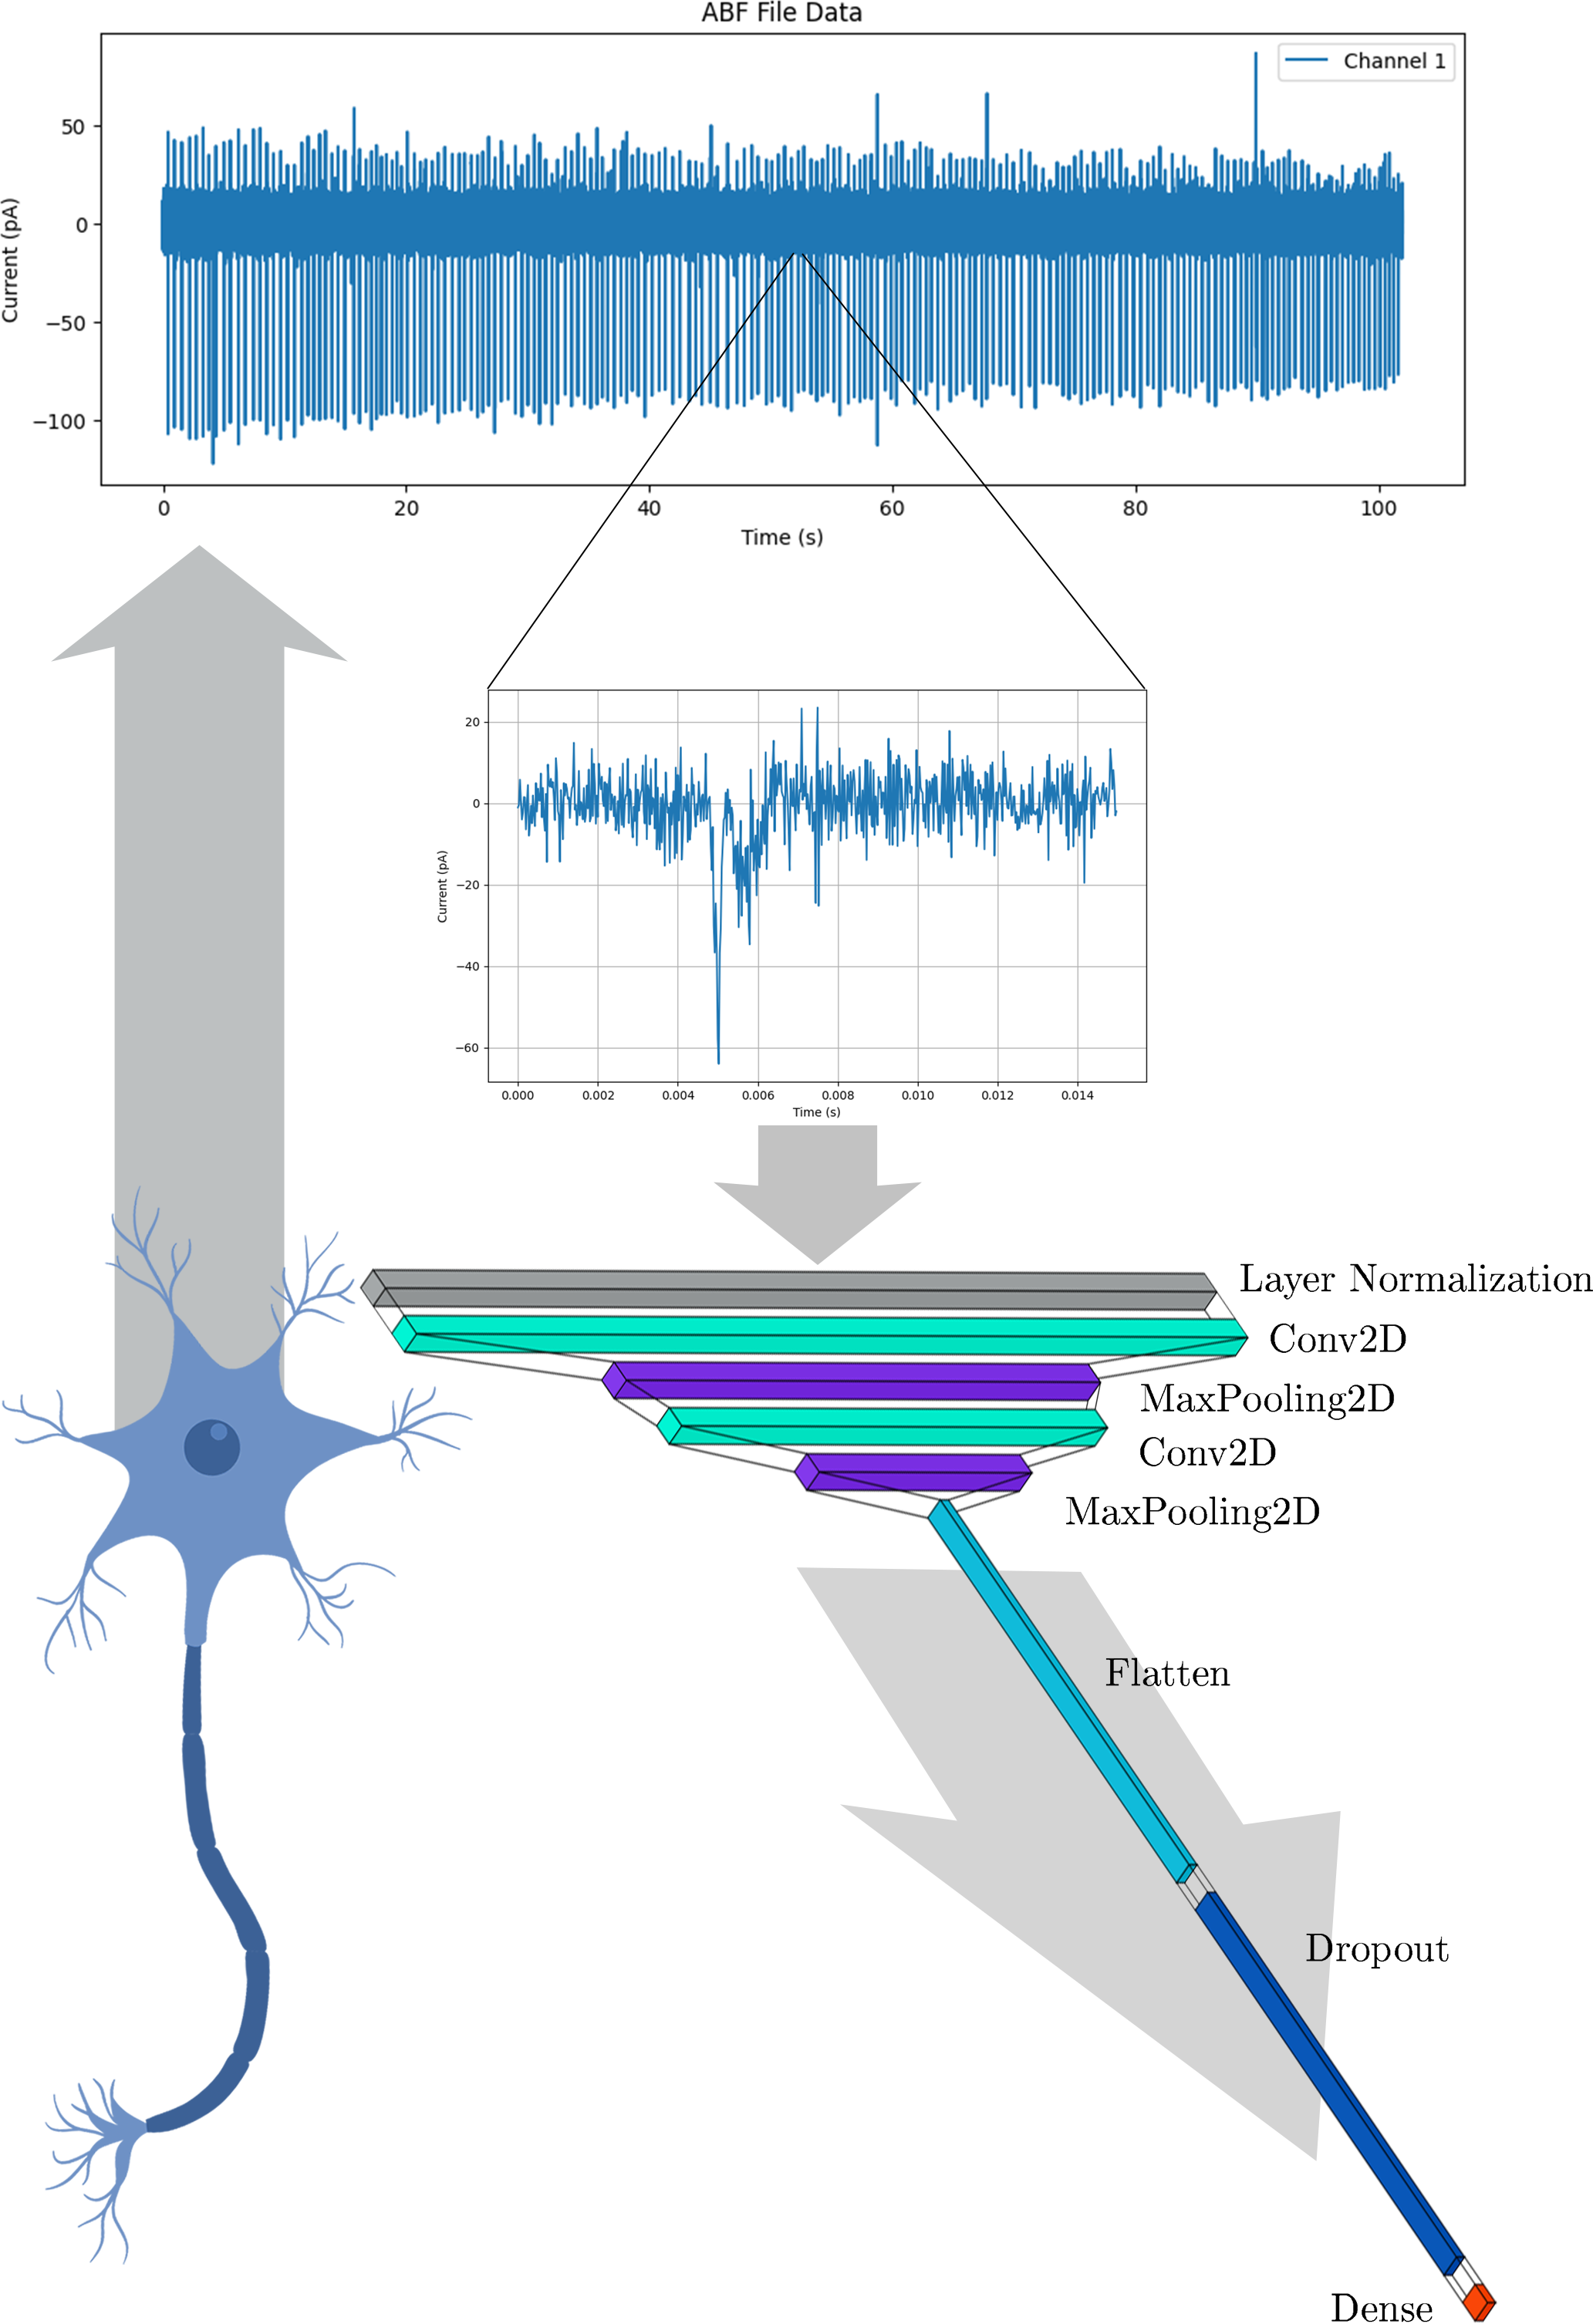 ABF File Data
Channel 1
50
0
−50
−100
Current (pA)
0 20 40 60 80 100
Time (s)
20
0
−20
−40
−60
Current (pA)
0.000 0.002 0.004 0.006 0.008 0.010 0.012 0.014
Time (s)
Layer Normalization
Conv2D
MaxPooling2D
Conv2D
MaxPooling2D
Flatten
Dropout
Dense